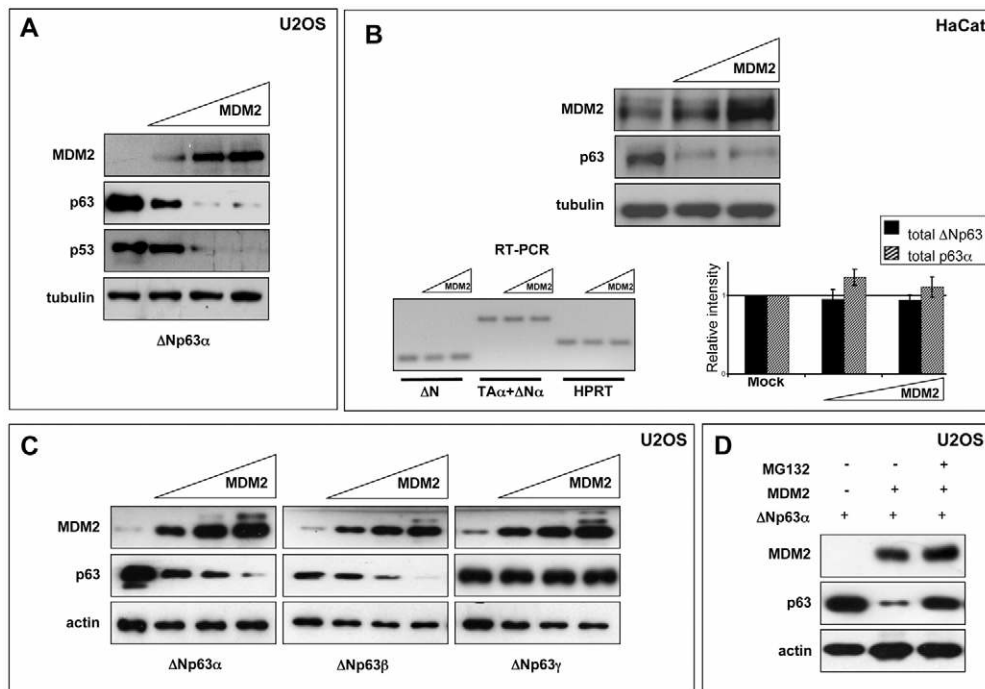 A
U2OS
MDM2
MDM2
p63
p53
tubulin
ΔNp63α
B
HaCat
MDM2
MDM2
p63
tubulin
RT-PCR
MDM2 MDM2 MDM2
ΔN TAα+ΔNα HPRT
total ΔNp63
total p63α
Relative intensity
1
Mock
MDM2
C
U2OS
MDM2 MDM2 MDM2
MDM2
p63
actin
ΔNp63α ΔNp63β ΔNp63γ
D
U2OS
MG132 - - +
MDM2 - + +
ΔNp63α + + +
MDM2
p63
actin